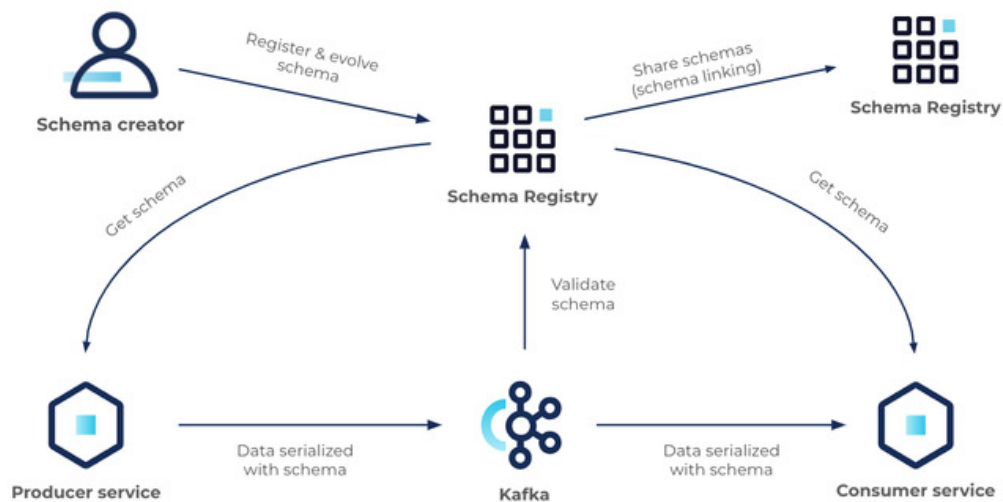 Register & evolve
schema
Share schemas
(schema linking)
Schema Registry
Schema creator
Schema Registry
Get schema
Get schema
Validate
schema
Data serialized
with schema
Data serialized
with schema
Producer service
Kafka
Consumer service